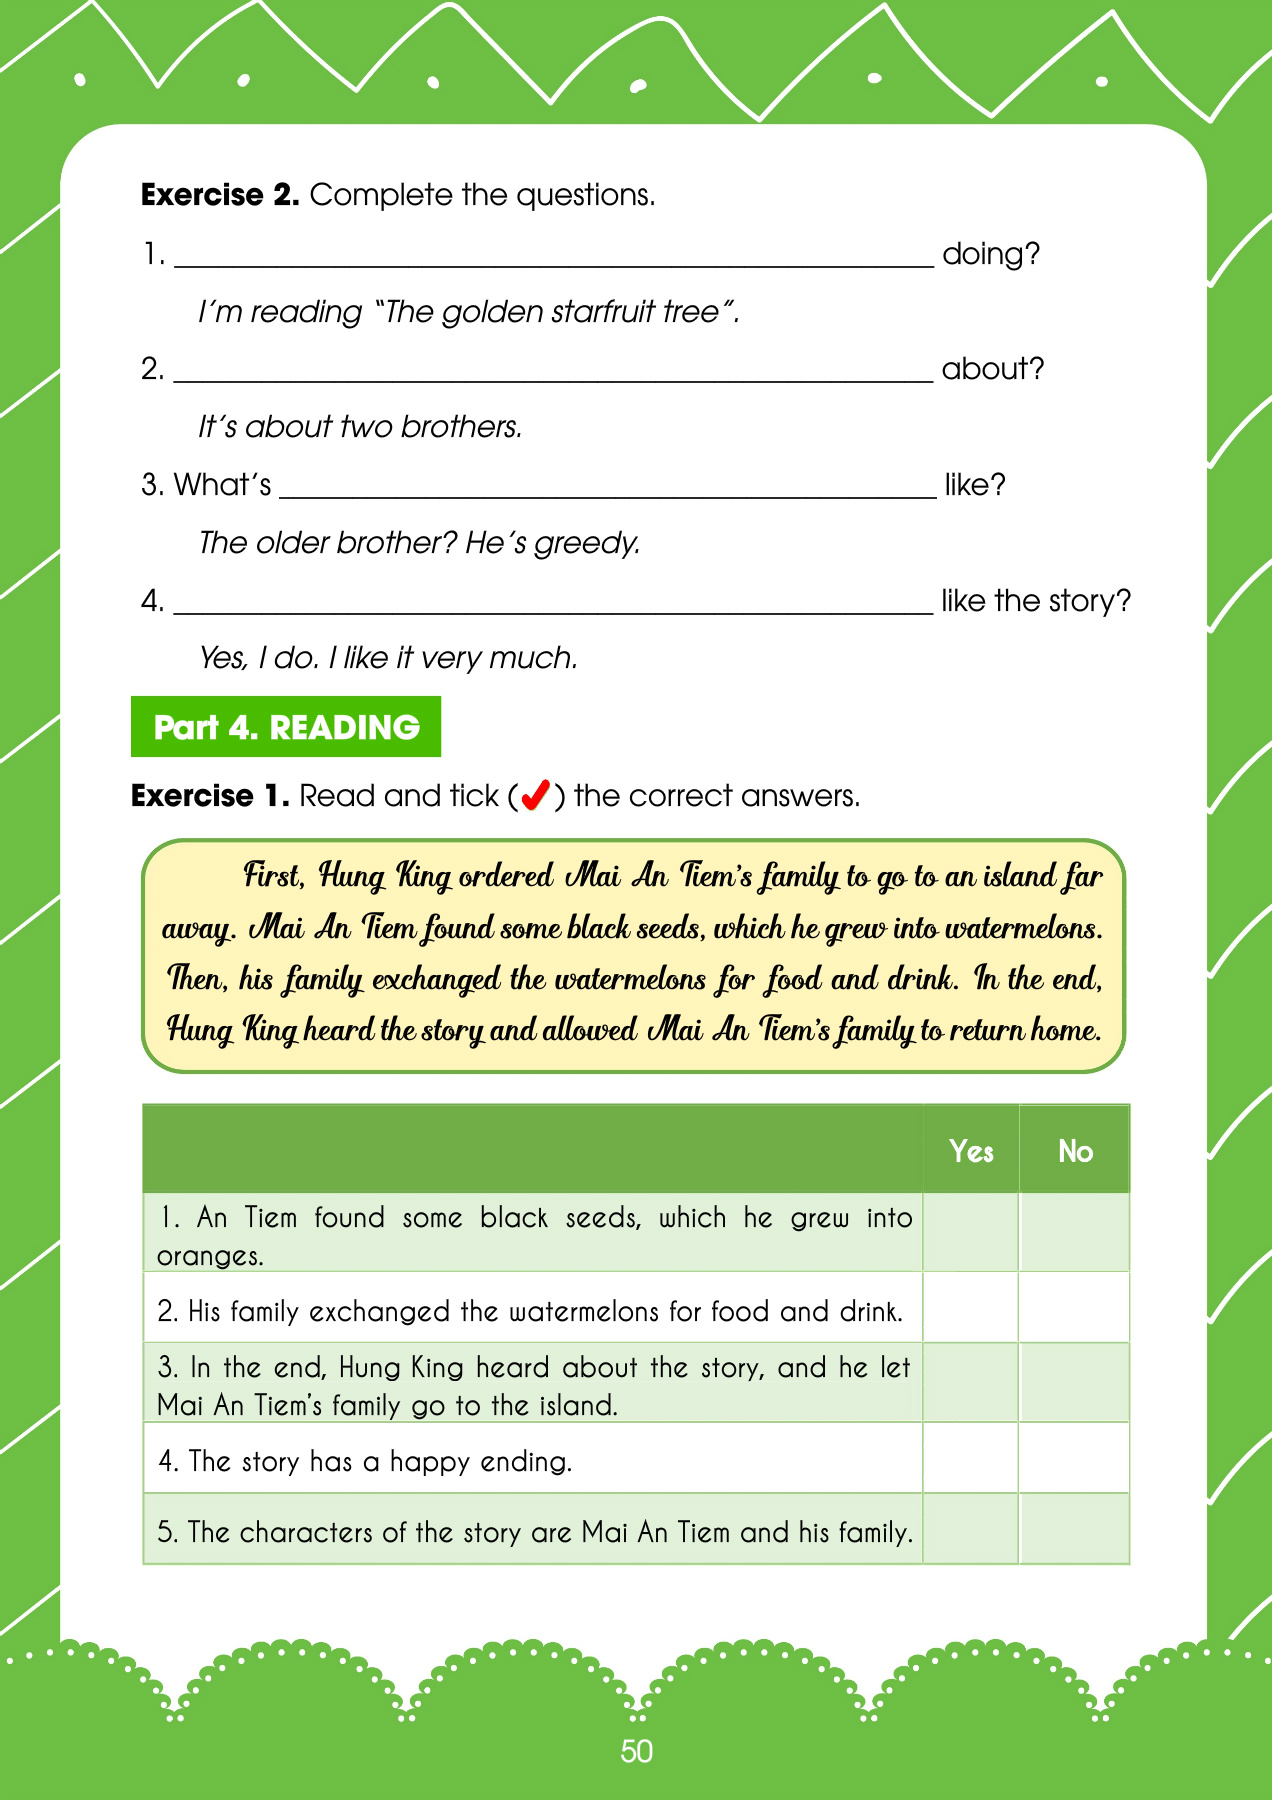 Exercise 2. Complete the questions.
1. ______________________________________________ doing?
I'm reading “The golden starfruit tree”.
2. ______________________________________________ about?
It's about two brothers.
3. What's ________________________________________ like?
The older brother? He's greedy.
4. ______________________________________________ like the story?
Yes, I do. I like it very much.
Part 4. READING
Exercise 1. Read and tick (✓) the correct answers.
First, Hung King ordered Mai An Tiem's family to go to an island far
away. Mai An Tiem found some black seeds, which he grew into watermelons.
Then, his family exchanged the watermelons for food and drink. In the end,
Hung King heard the story and allowed Mai An Tiem's family to return home.
Yes No
1. An Tiem found some black seeds, which he grew into
oranges.
2. His family exchanged the watermelons for food and drink.
3. In the end, Hung King heard about the story, and he let
Mai An Tiem's family go to the island.
4. The story has a happy ending.
5. The characters of the story are Mai An Tiem and his family.
50